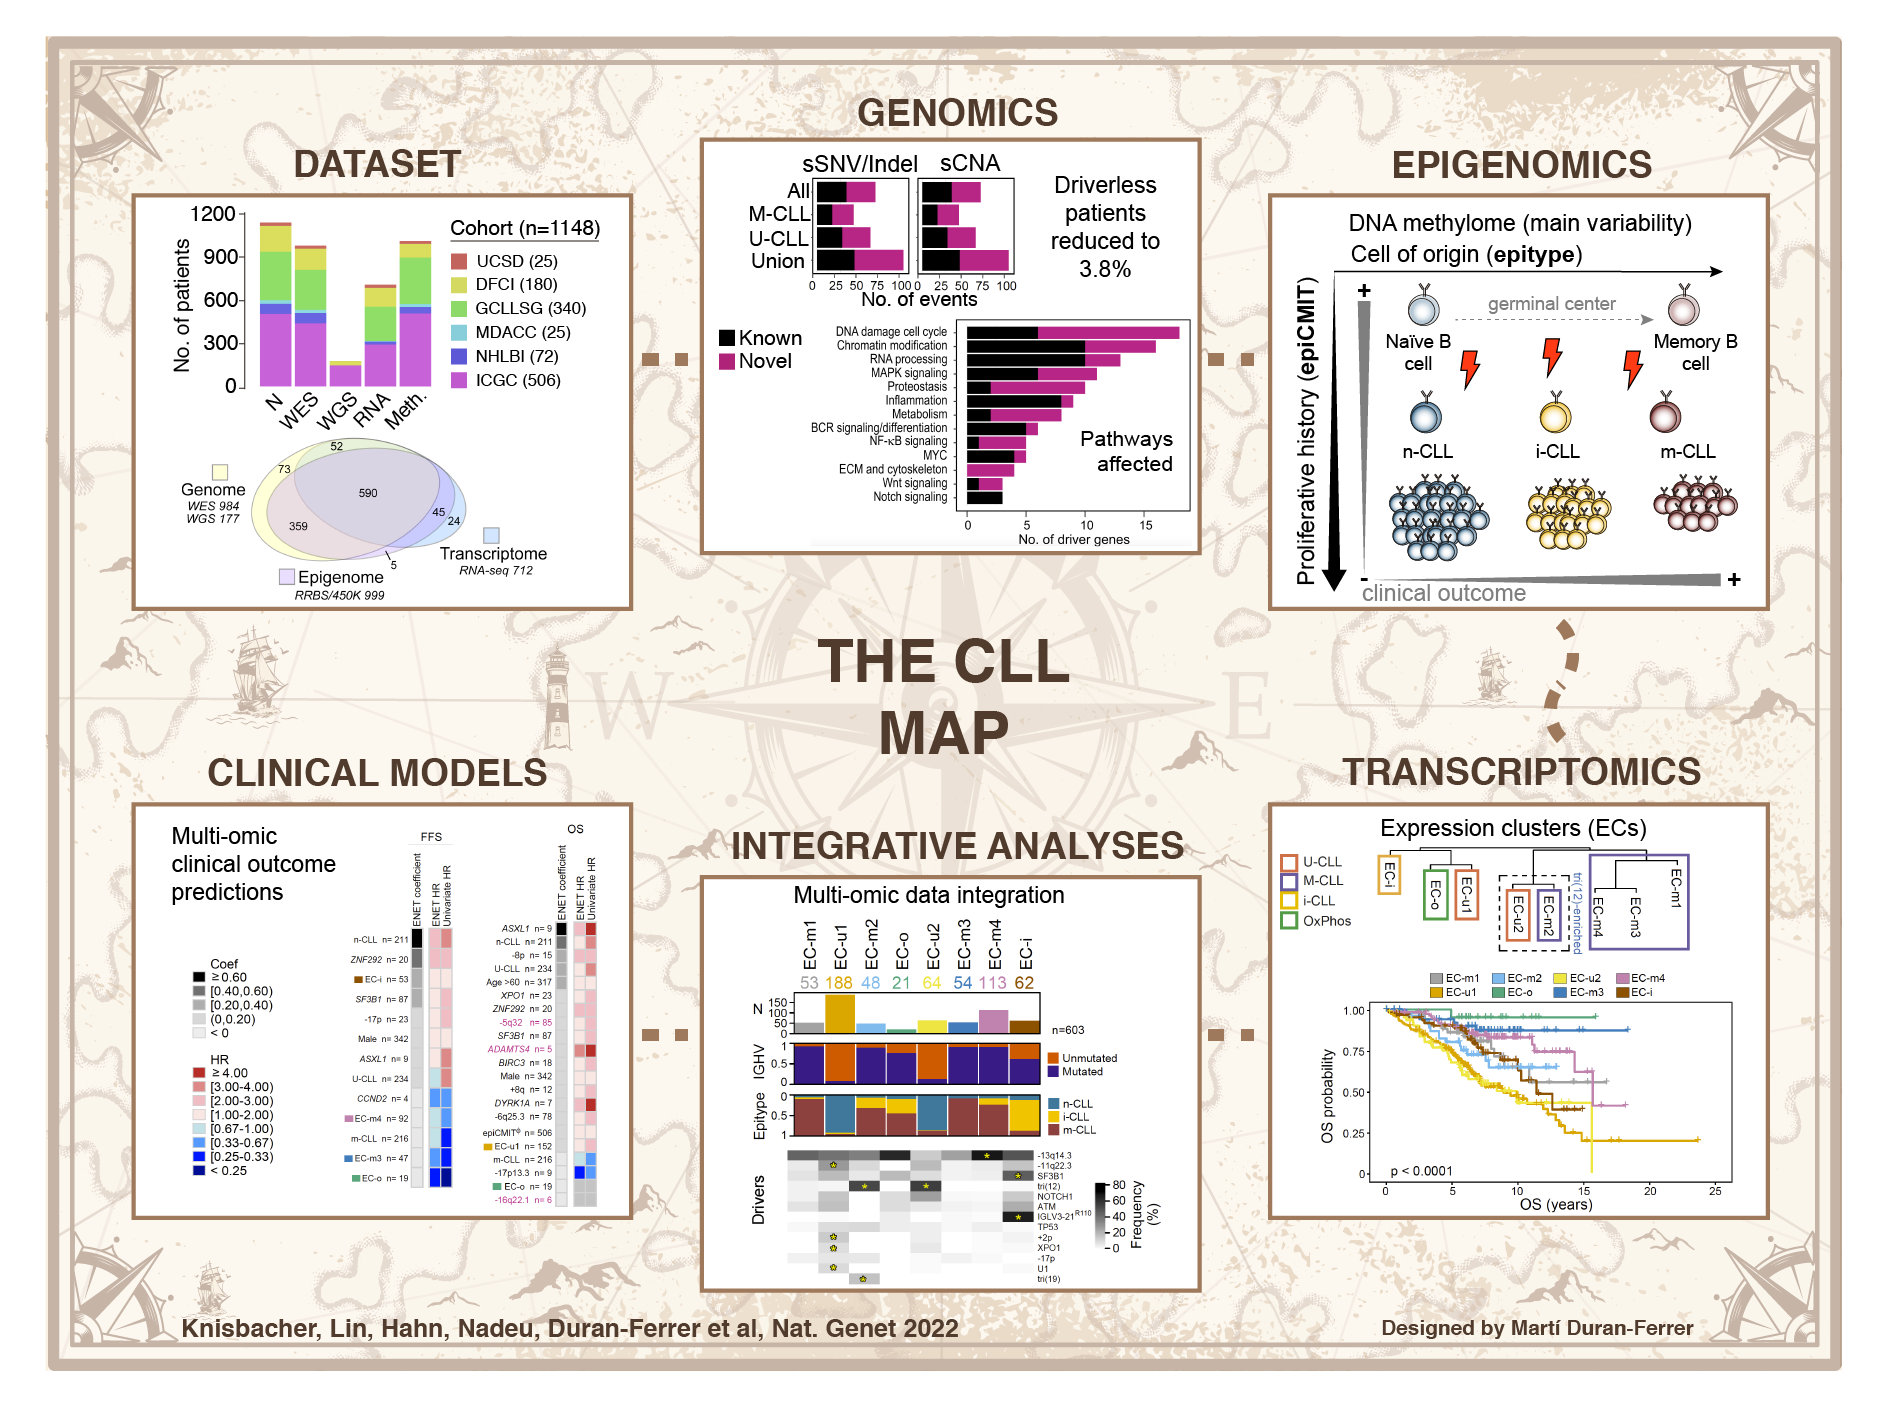 DATASET
1200
900
600
300
0
No. of patients
N
WES
WGS
RNA
Meth.
Cohort (n=1148)
UCSD (25)
DFCI (180)
GCLLSG (340)
MDACC (25)
NHLBI (72)
ICGC (506)
52
73
590
359
45
24
5
Genome
WES 984
WGS 177
Transcriptome
RNA-seq 712
Epigenome
RRBS/450K 999
GENOMICS
sSNV/Indel sCNA
All
M-CLL
U-CLL
Union
0 25 50 75 100 0 25 50 75 100
No. of events
Driverless
patients
reduced to
3.8%
Known
Novel
DNA damage cell cycle
Chromatin modification
RNA processing
MAPK signaling
Proteostasis
Inflammation
Metabolism
BCR signaling/differentiation
NF-κB signaling
MYC
ECM and cytoskeleton
Wnt signaling
Notch signaling
Pathways
affected
0 5 10 15
No. of driver genes
EPIGENOMICS
DNA methylome (main variability)
Cell of origin (epitype)
Proliferative history (epiCMIT)
+
germinal center
Naïve B
cell
Memory B
cell
n-CLL i-CLL m-CLL
- +
clinical outcome
W E
THE CLL
MAP
CLINICAL MODELS
Multi-omic
clinical outcome
predictions
FFS
ENET coefficient
ENET HR
Univariate HR
n-CLL n= 211
ZNF292 n= 20
EC-i n= 53
SF3B1 n= 87
-17p n= 23
Male n= 342
ASXL1 n= 9
U-CLL n= 234
CCND2 n= 4
EC-m4 n= 92
m-CLL n= 216
EC-m3 n= 47
EC-o n= 19
OS
ENET coefficient
ENET HR
Univariate HR
ASXL1 n= 9
n-CLL n= 211
-8p n= 15
U-CLL n= 234
Age >60 n= 317
XPO1 n= 23
ZNF292 n= 20
-5q32 n= 85
SF3B1 n= 87
ADAMTS4 n= 5
BIRC3 n= 18
Male n= 342
+8q n= 12
DYRK1A n= 7
-6q25.3 n= 78
epiCMIT n= 506
EC-u1 n= 152
m-CLL n= 216
-17p13.3 n= 9
EC-o n= 19
-16q22.1 n= 6
Coef
≥0.60
[0.40,0.60)
[0.20,0.40)
(0,0.20)
< 0
HR
≥ 4.00
[3.00-4.00)
[2.00-3.00)
[1.00-2.00)
[0.67-1.00)
[0.33-0.67)
[0.25-0.33)
< 0.25
INTEGRATIVE ANALYSES
Multi-omic data integration
EC-m1
EC-u1
EC-m2
EC-o
EC-u2
EC-m3
EC-m4
EC-i
53 188 48 21 64 54 113 62
N
150
100
50
0
n=603
IGHV
1
0.5
0
Unmutated
Mutated
Epitype
0
0.5
1
n-CLL
i-CLL
m-CLL
Drivers
-13q14.3
-11q22.3
SF3B1
tri(12)
NOTCH1
ATM
IGLV3-21R110
TP53
+2p
XPO1
-17p
U1
tri(19)
80
60
40
20
0
Frequency
(%)
TRANSCRIPTOMICS
Expression clusters (ECs)
U-CLL
M-CLL
i-CLL
OxPhos
EC-i
EC-o
EC-u1
EC-u2
EC-m2
tri(12)-enriched
EC-m4
EC-m3
EC-m1
EC-m1 EC-m2 EC-u2 EC-m4
EC-u1 EC-o EC-m3 EC-i
OS probability
1.00
0.75
0.50
0.25
0
p < 0.0001
0 5 10 15 20 25
OS (years)
Knisbacher, Lin, Hahn, Nadeu, Duran-Ferrer et al, Nat. Genet 2022
Designed by Martí Duran-Ferrer